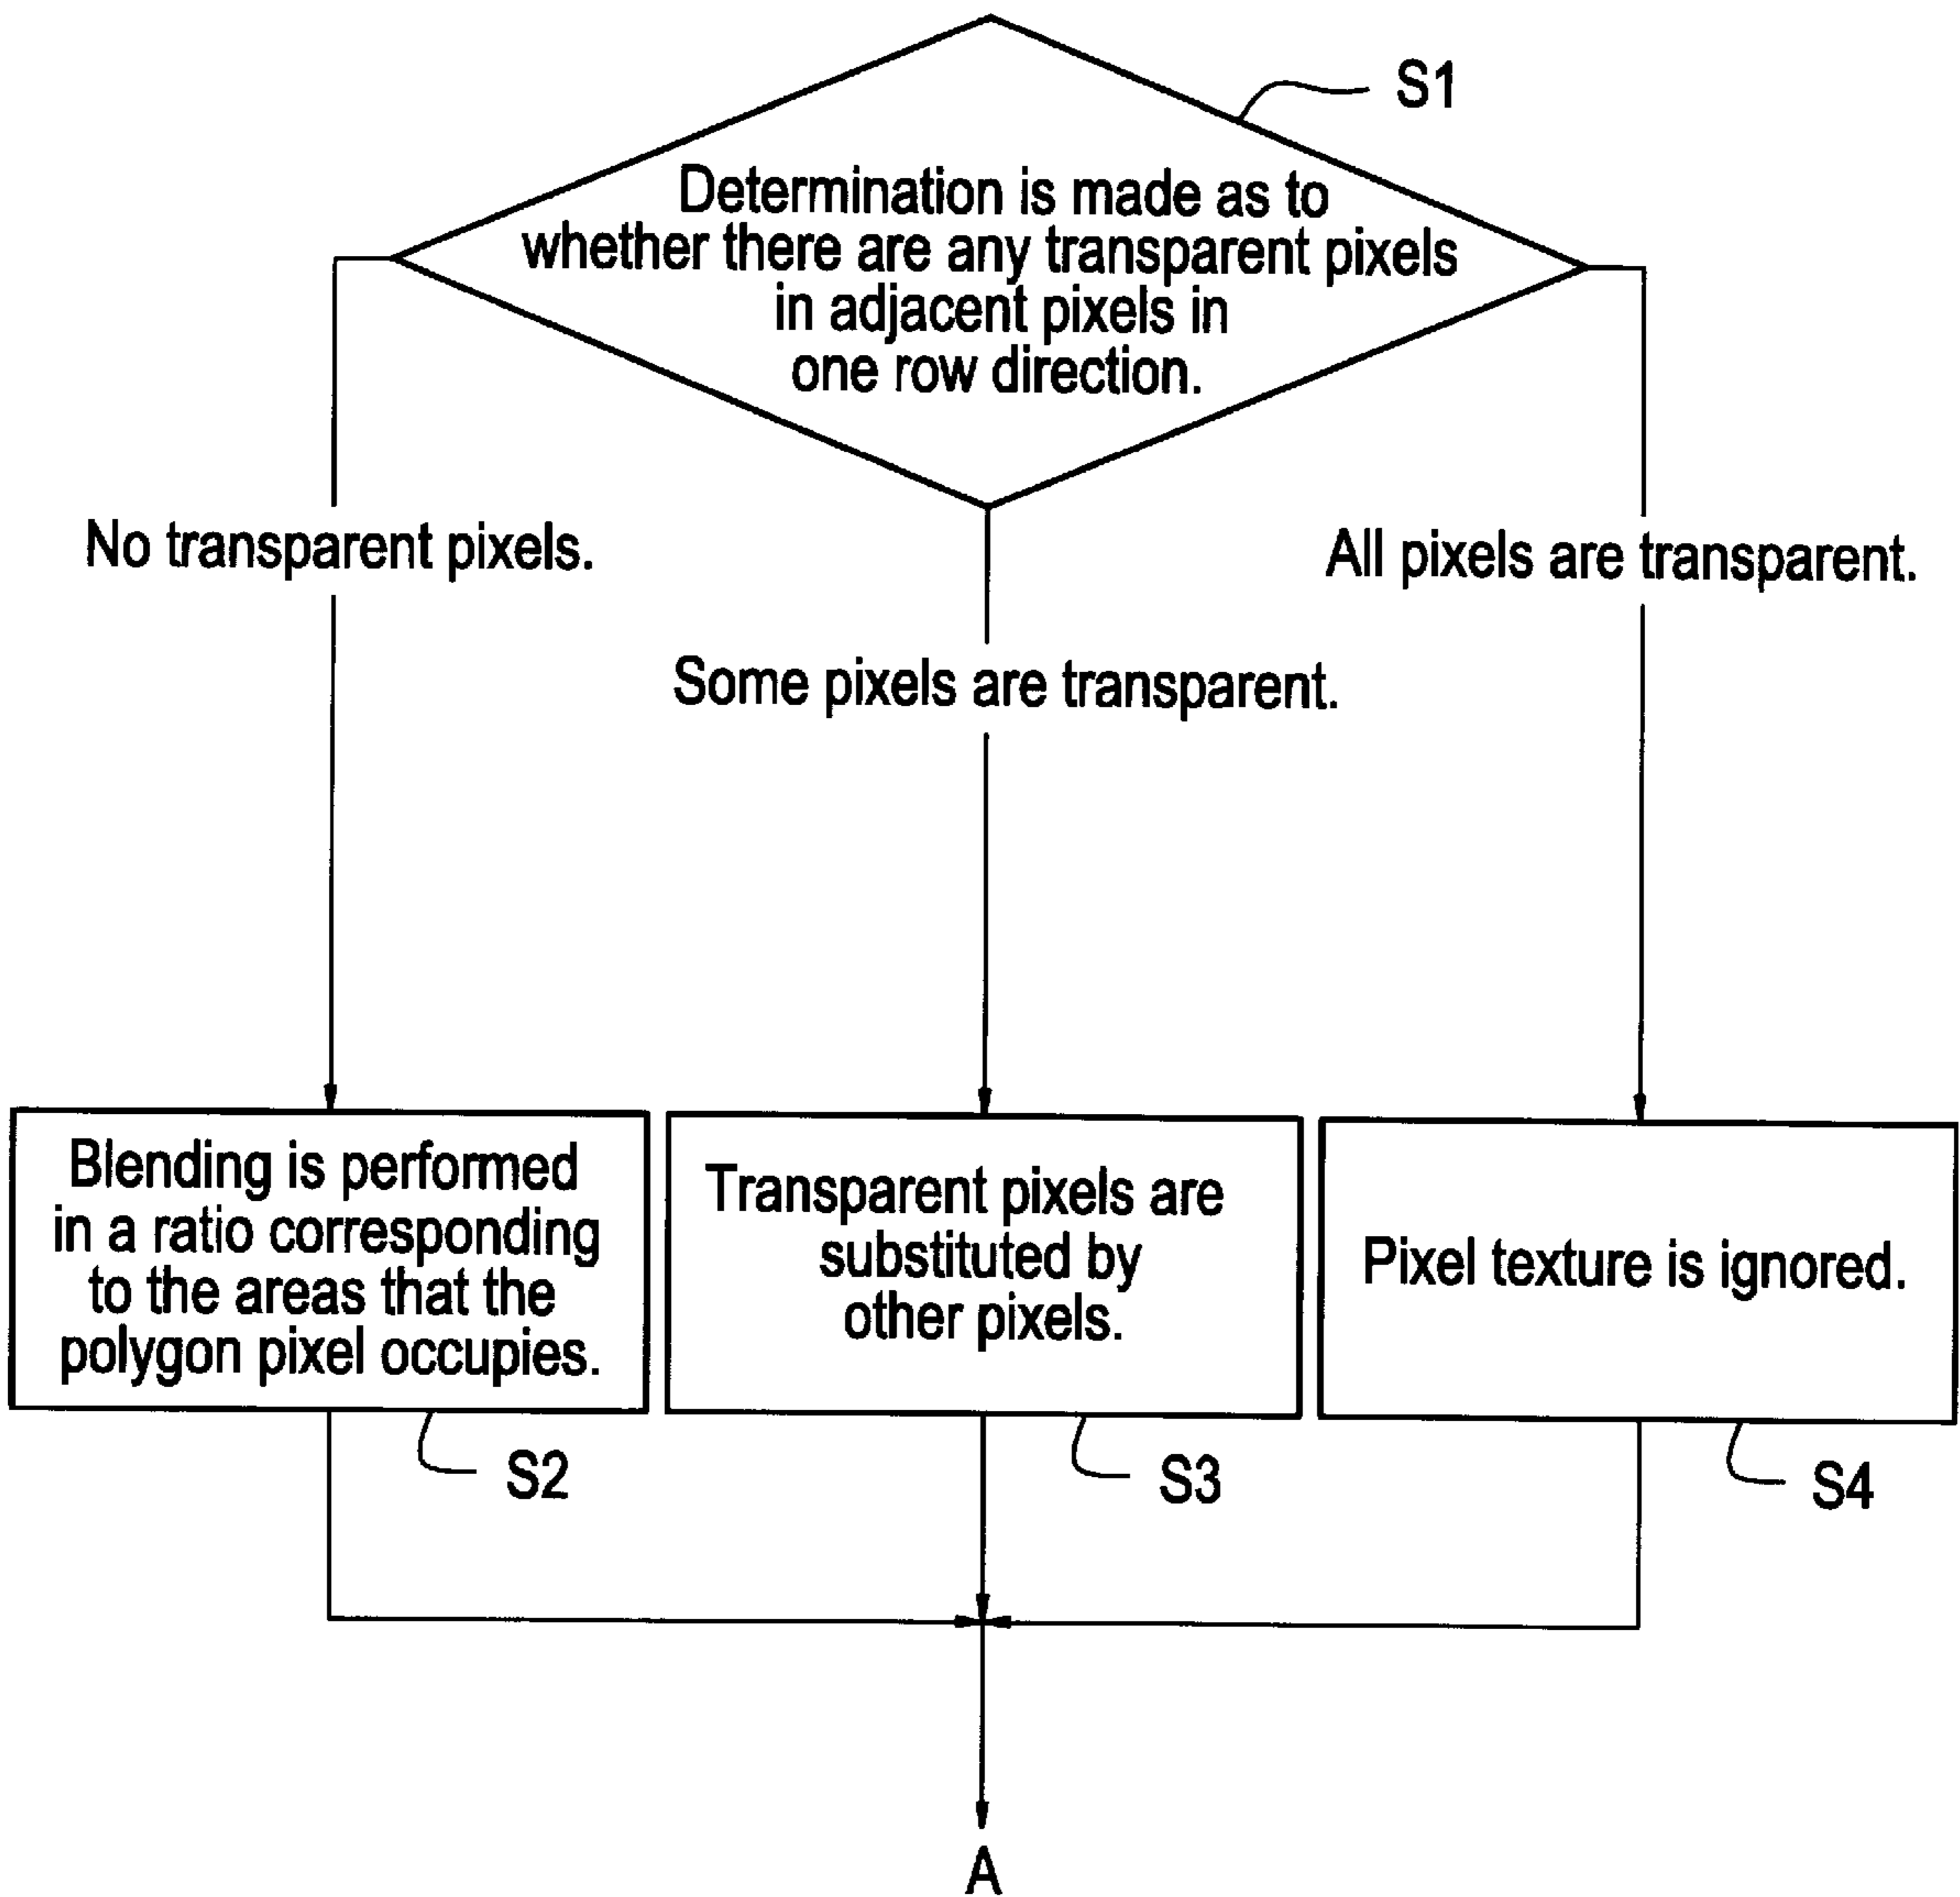 S1
Determination is made as to
whether there are any transparent pixels
in adjacent pixels in
one row direction.
No transparent pixels.
All pixels are transparent.
Some pixels are transparent.
Blending is performed
in a ratio corresponding
to the areas that the
polygon pixel occupies.
Transparent pixels are
substituted by
other pixels.
Pixel texture is ignored.
S2
S3
S4
A